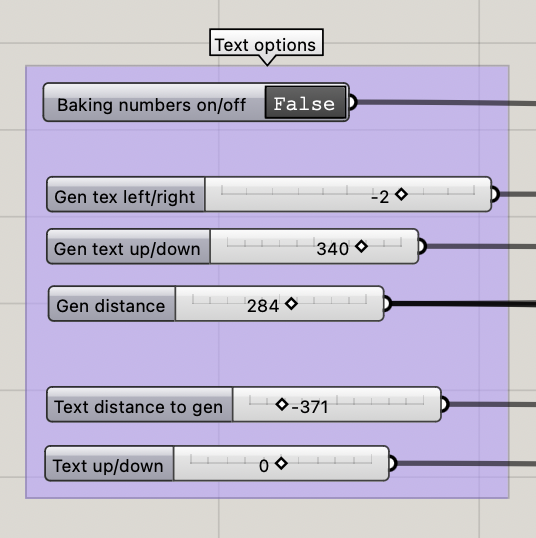 Text options
Baking numbers on/off False
Gen tex left/right -2
Gen text up/down 340
Gen distance 284
Text distance to gen -371
Text up/down 0